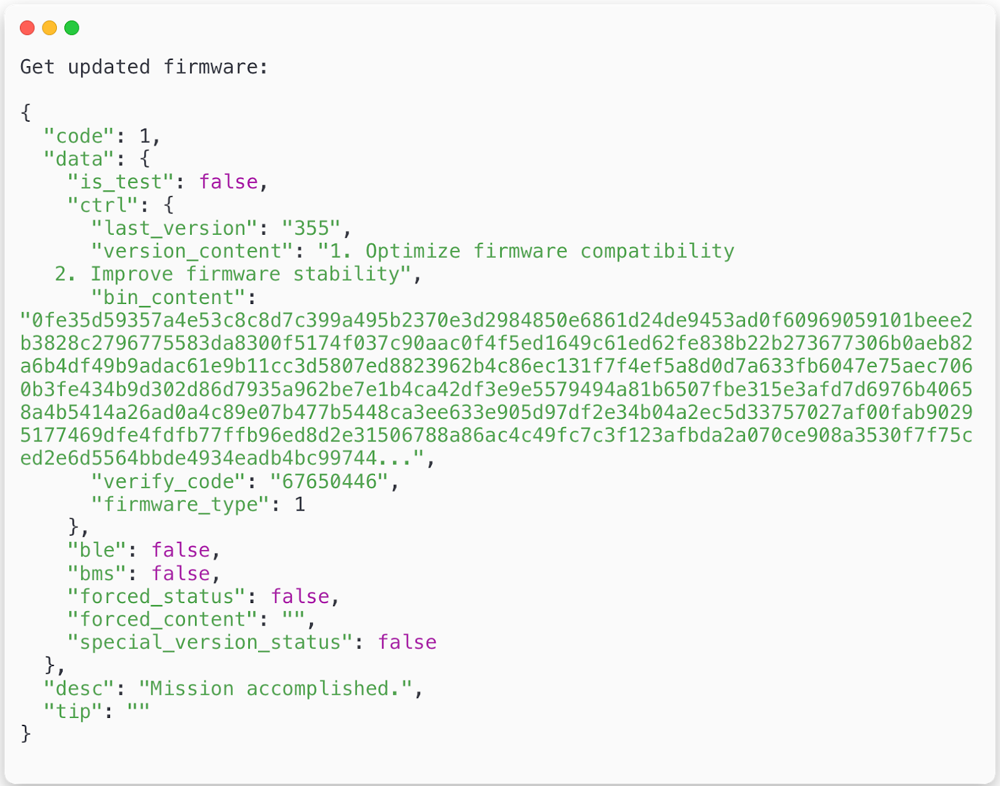 Get updated firmware:
{
"code": 1,
"data": {
"is_test": false,
"ctrl": {
"last_version": "355",
"version_content": "1. Optimize firmware compatibility
2. Improve firmware stability",
"bin_content":
"0fe35d59357a4e53c8c8d7c399a495b2370e3d2984850e6861d24de9453ad0f60969059101beee2
b3828c2796775583da8300f5174f037c90aac0f4f5ed1649c61ed62fe838b22b273677306b0aeb82
a6b4df49b9adac61e9b11cc3d5807ed8823962b4c86ec131f7f4ef5a8d0d7a633fb6047e75aec706
0b3fe434b9d302d86d7935a962be7e1b4ca42df3e9e5579494a81b6507fbe315e3afd7d6976b4065
8a4b5414a26ad0a4c89e07b477b5448ca3ee633e905d97df2e34b04a2ec5d33757027af00fab9029
5177469dfe4fdfb77ffb96ed8d2e31506788a86ac4c49fc7c3f123afbda2a070ce908a3530f7f75c
ed2e6d5564bbde4934eadb4bc99744...",
"verify_code": "67650446",
"firmware_type": 1
},
"ble": false,
"bms": false,
"forced_status": false,
"forced_content": "",
"special_version_status": false
},
"desc": "Mission accomplished.",
"tip": ""
}